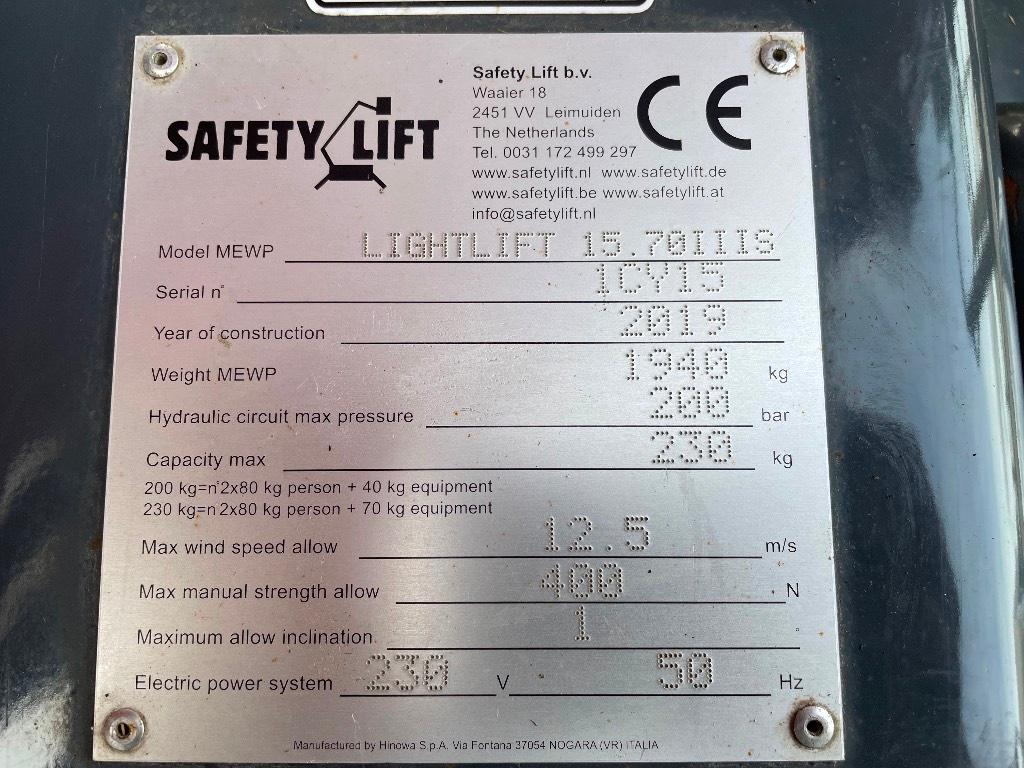 SAFETY LIFT
Safety Lift b.v.
Waaier 18
2451 VV Leimuiden
The Netherlands
Tel. 0031 172 499 297
www.safetylift.nl www.safetylift.de
www.safetylift.be www.safetylift.at
info@safetylift.nl
CE
Model MEWP LIGHTLIFT 15.70IIIS
Serial n° 1CV15
Year of construction 2019
Weight MEWP 1940 kg
Hydraulic circuit max pressure 200 bar
Capacity max 230 kg
200 kg=n°2x80 kg person + 40 kg equipment
230 kg=n 2x80 kg person + 70 kg equipment
Max wind speed allow 12.5 m/s
Max manual strength allow 400 N
Maximum allow inclination 1 °
Electric power system 230 V 50 Hz
Manufactured by Hinowa S.p.A. Via Fontana 37054 NOGARA (VR) ITALIA